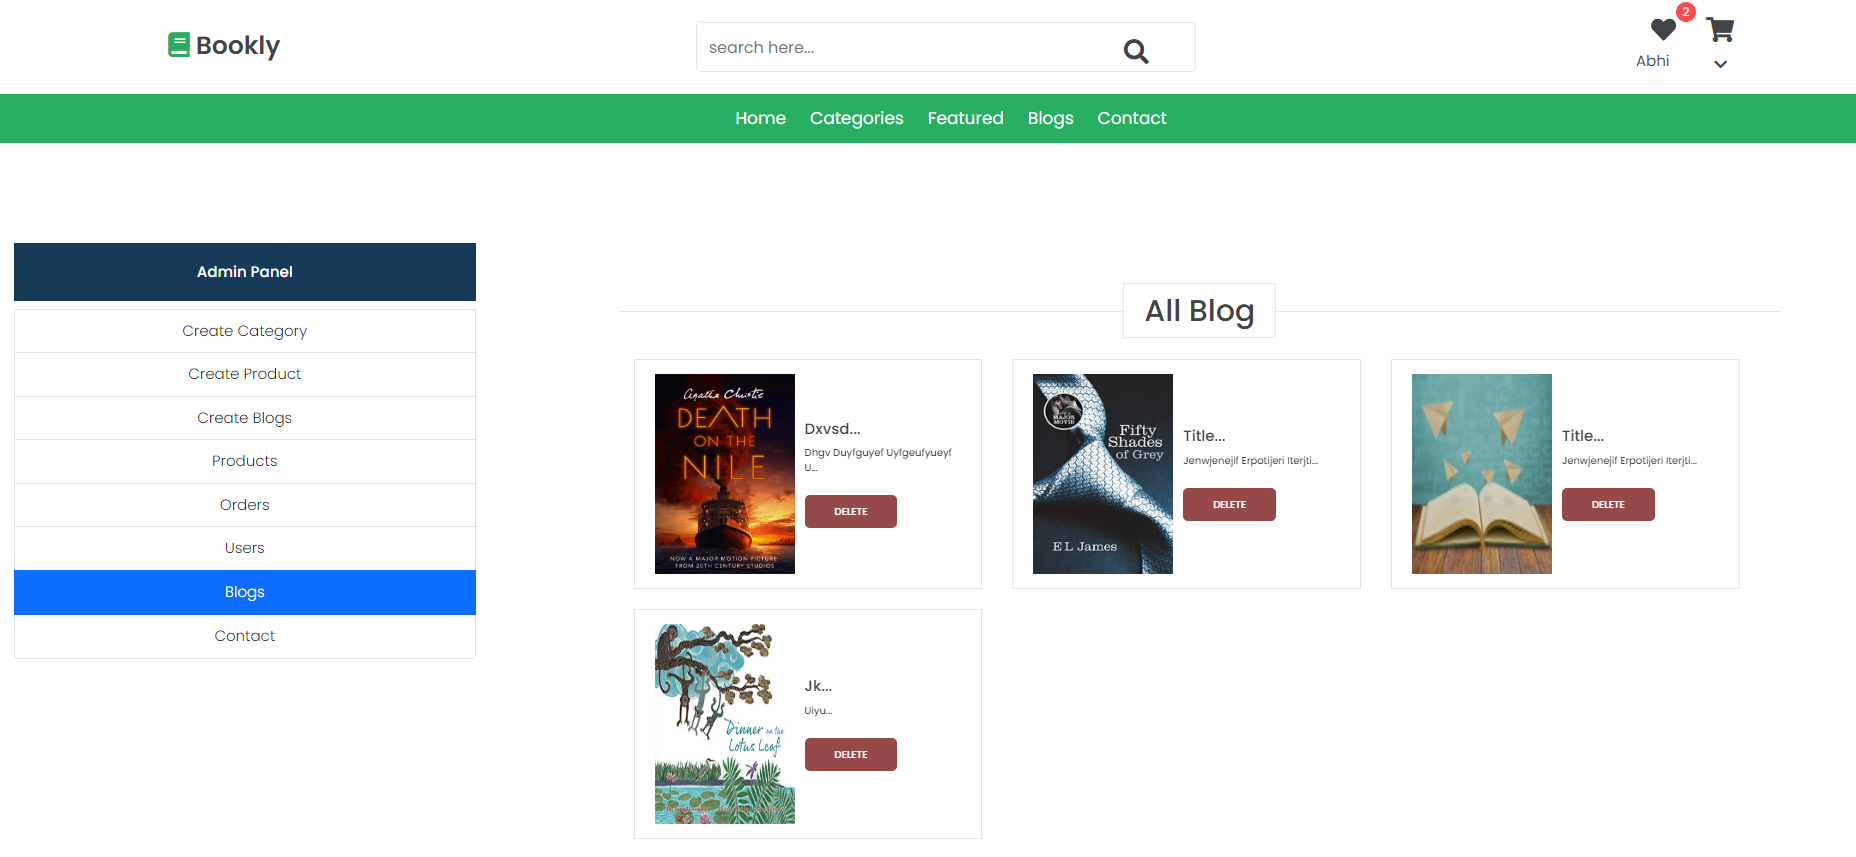 Bookly
search here...
2
Abhi
Home Categories Featured Blogs Contact
Admin Panel
Create Category
Create Product
Create Blogs
Products
Orders
Users
Blogs
Contact
All Blog
Agatha Christie
DEATH
ON THE
NILE
NOW A MAJOR MOTION PICTURE
FROM 20TH CENTURY STUDIOS
Dxvsd...
Dhgv Duyfguyef Uyfgeufyueyf
U...
DELETE
MAJOR
MOVIE
Fifty
Shades
of Grey
E L James
Title...
Jenwjenejif Erpotijeri Iterjti...
DELETE
Title...
Jenwjenejif Erpotijeri Iterjti...
DELETE
Dinner on the
Lotus Leaf
Jk...
Uiyu...
DELETE